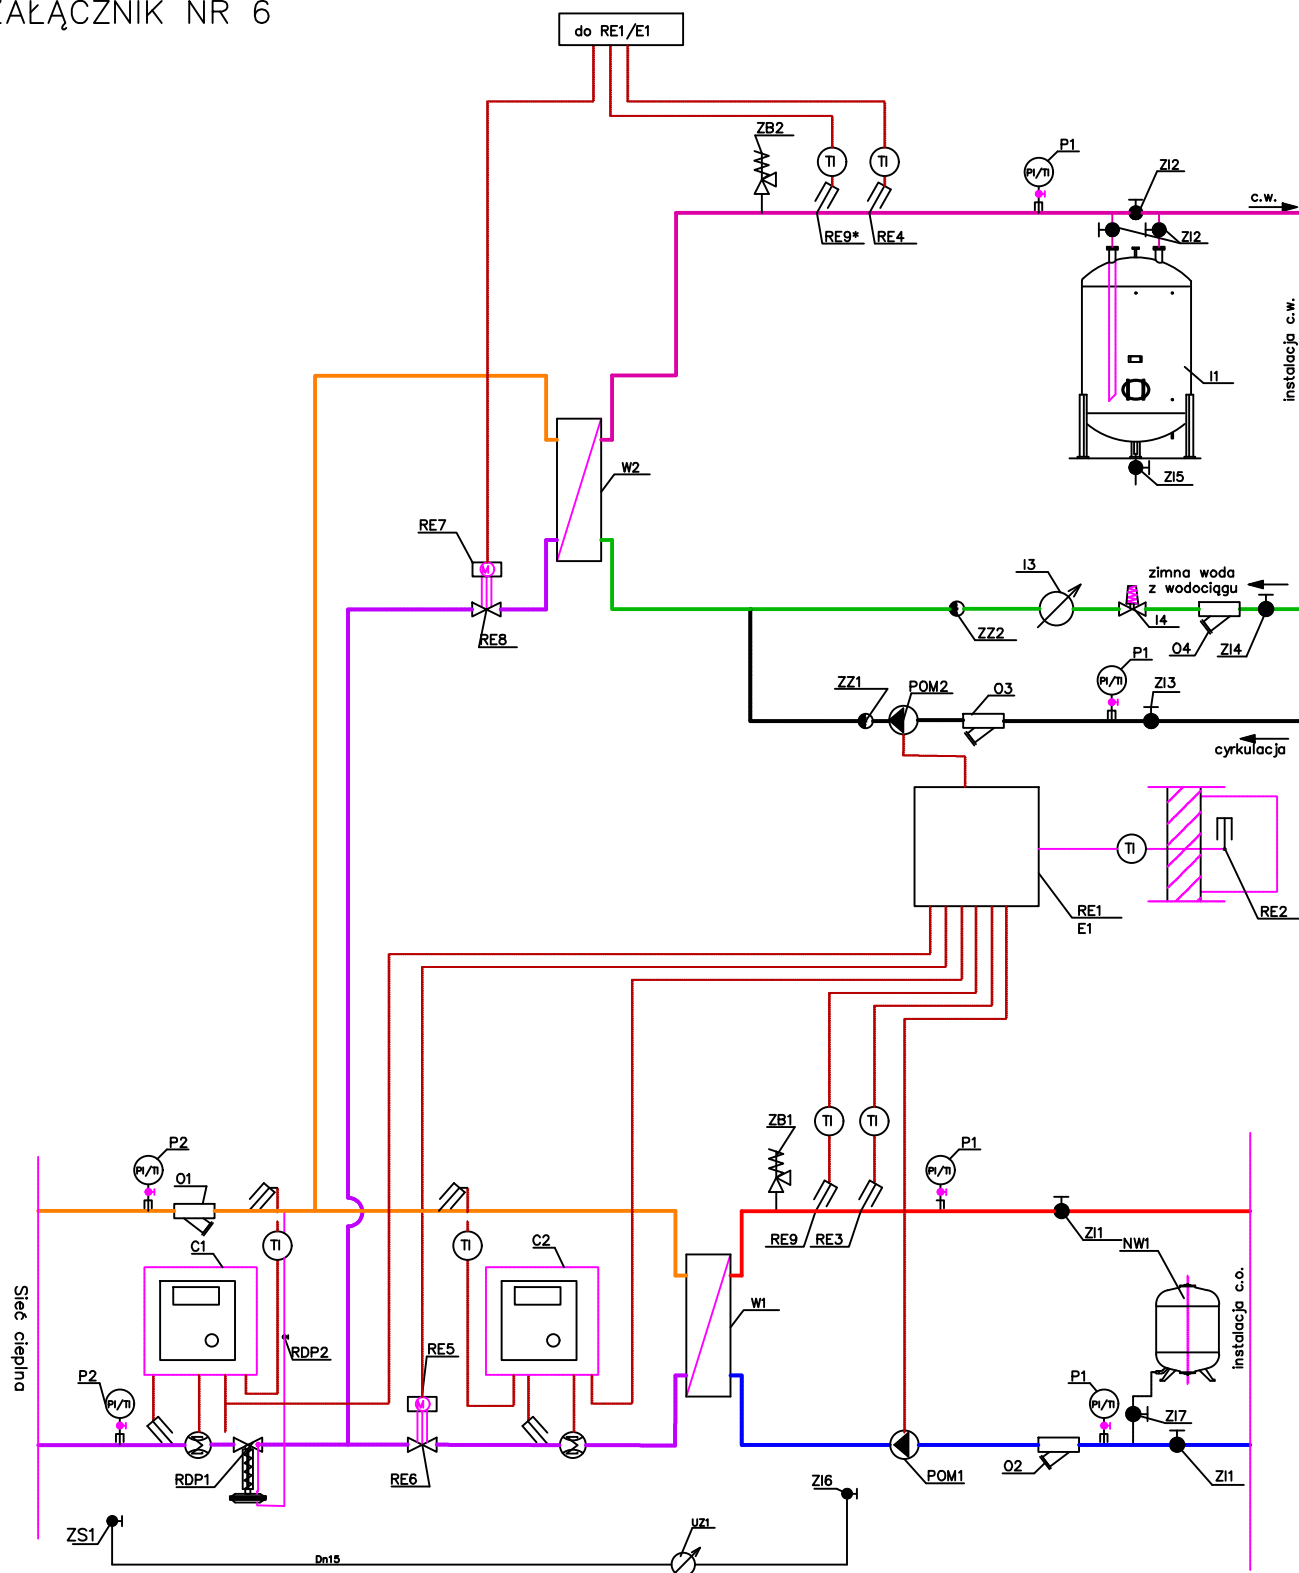 ZAŁĄCZNIK NR 6
do RE1/E1
ZB2
TI
TI
P1
PI/TI
ZI2
c.w.
RE9*
RE4
ZI2
instalacja c.w.
I1
W2
ZI5
RE7
M
RE8
I3
zimna woda
z wodociągu
ZZ2
I4
O4
ZI4
P1
PI/TI
ZZ1
POM2
O3
ZI3
cyrkulacja
TI
RE1
E1
RE2
ZB1
TI
TI
P1
PI/TI
P2
PI/TI
O1
RE9
RE3
ZI1
NW1
C1
TI
TI
C2
Sieć cieplna
W1
instalacja c.o.
RDP2
RE5
M
P2
PI/TI
P1
PI/TI
ZI7
RDP1
RE6
POM1
O2
ZI1
ZI6
ZS1
UZ1
Dn15